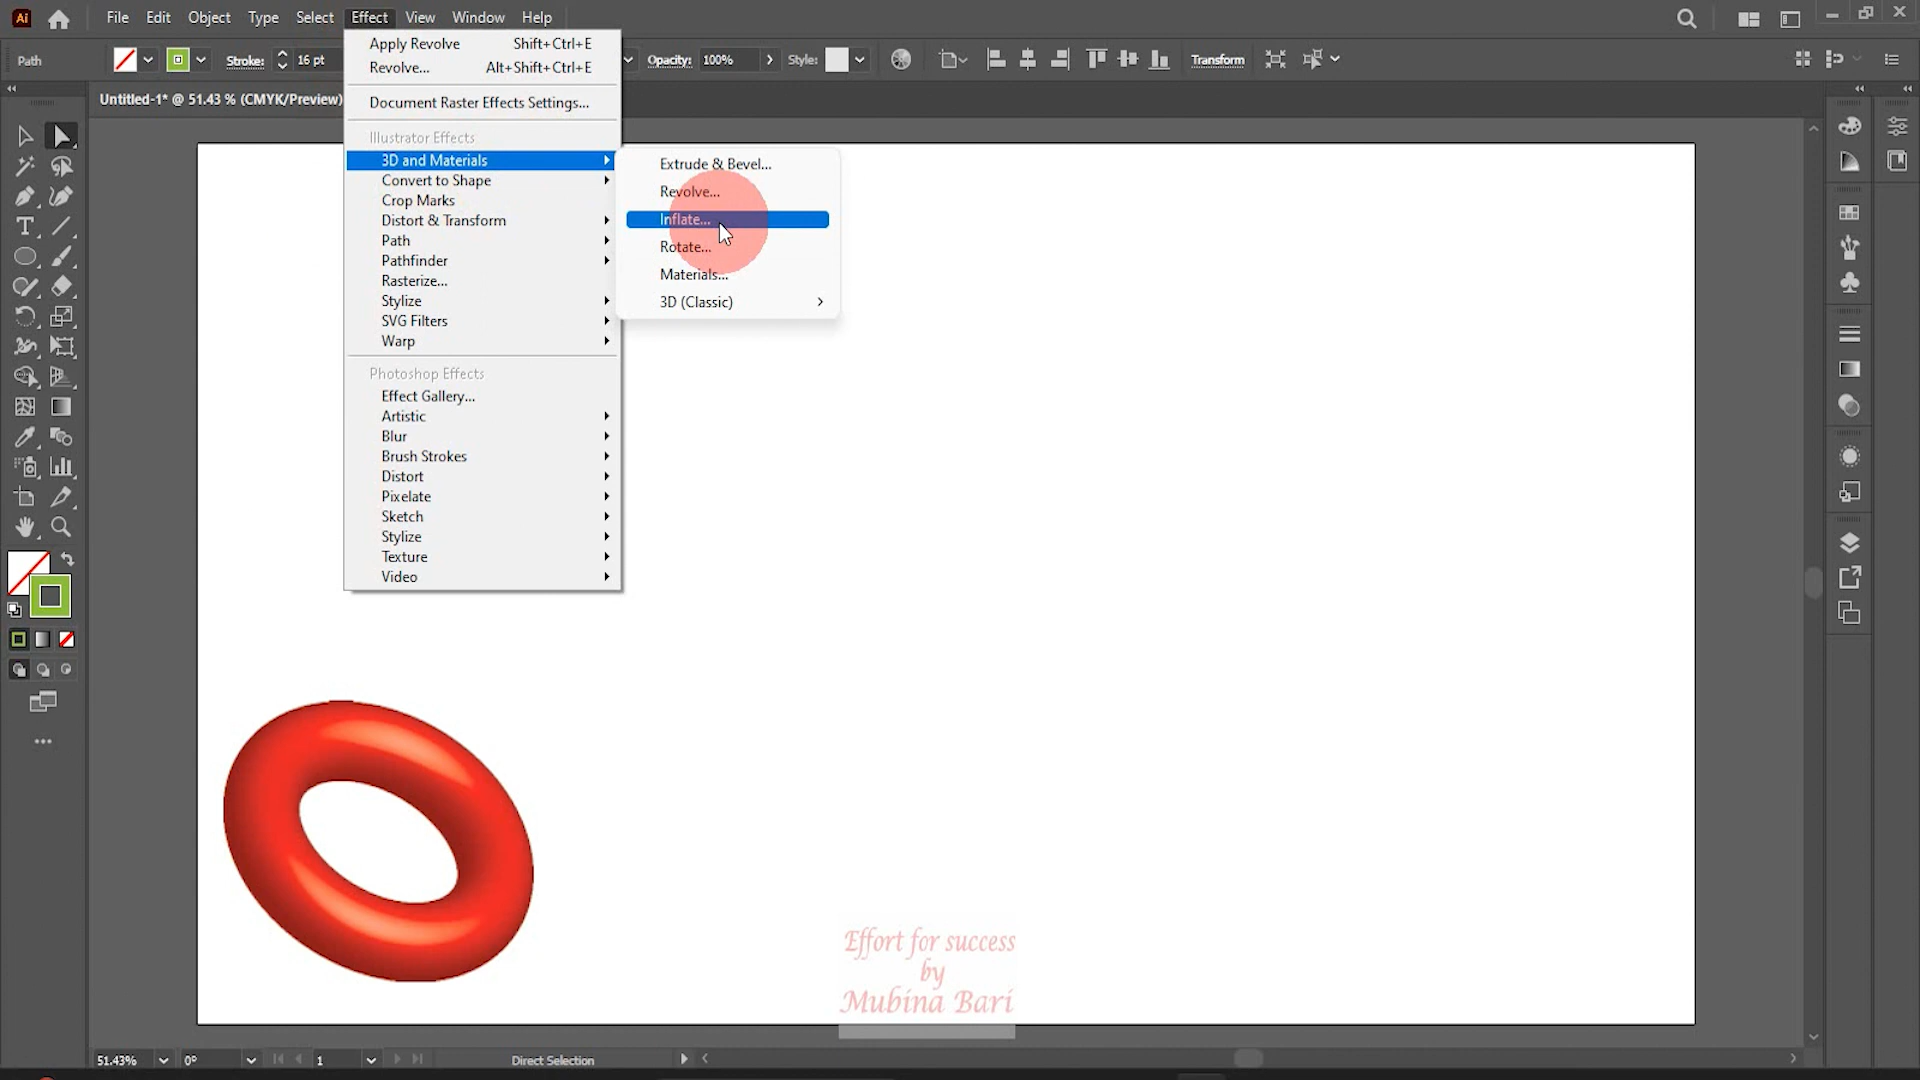 Ai File Edit Object Type Select Effect View Window Help
Path Stroke: 16 pt Opacity: 100% Style: Transform
Untitled-1* @ 51.43 % (CMYK/Preview)
Apply Revolve Shift+Ctrl+E
Revolve... Alt+Shift+Ctrl+E
Document Raster Effects Settings...
Illustrator Effects
3D and Materials
Convert to Shape
Crop Marks
Distort & Transform
Path
Pathfinder
Rasterize...
Stylize
SVG Filters
Warp
Photoshop Effects
Effect Gallery...
Artistic
Blur
Brush Strokes
Distort
Pixelate
Sketch
Stylize
Texture
Video
Extrude & Bevel...
Revolve...
Inflate...
Rotate...
Materials...
3D (Classic)
Effort for success
by
Mubina Bari
51.43% 0° 1 Direct Selection